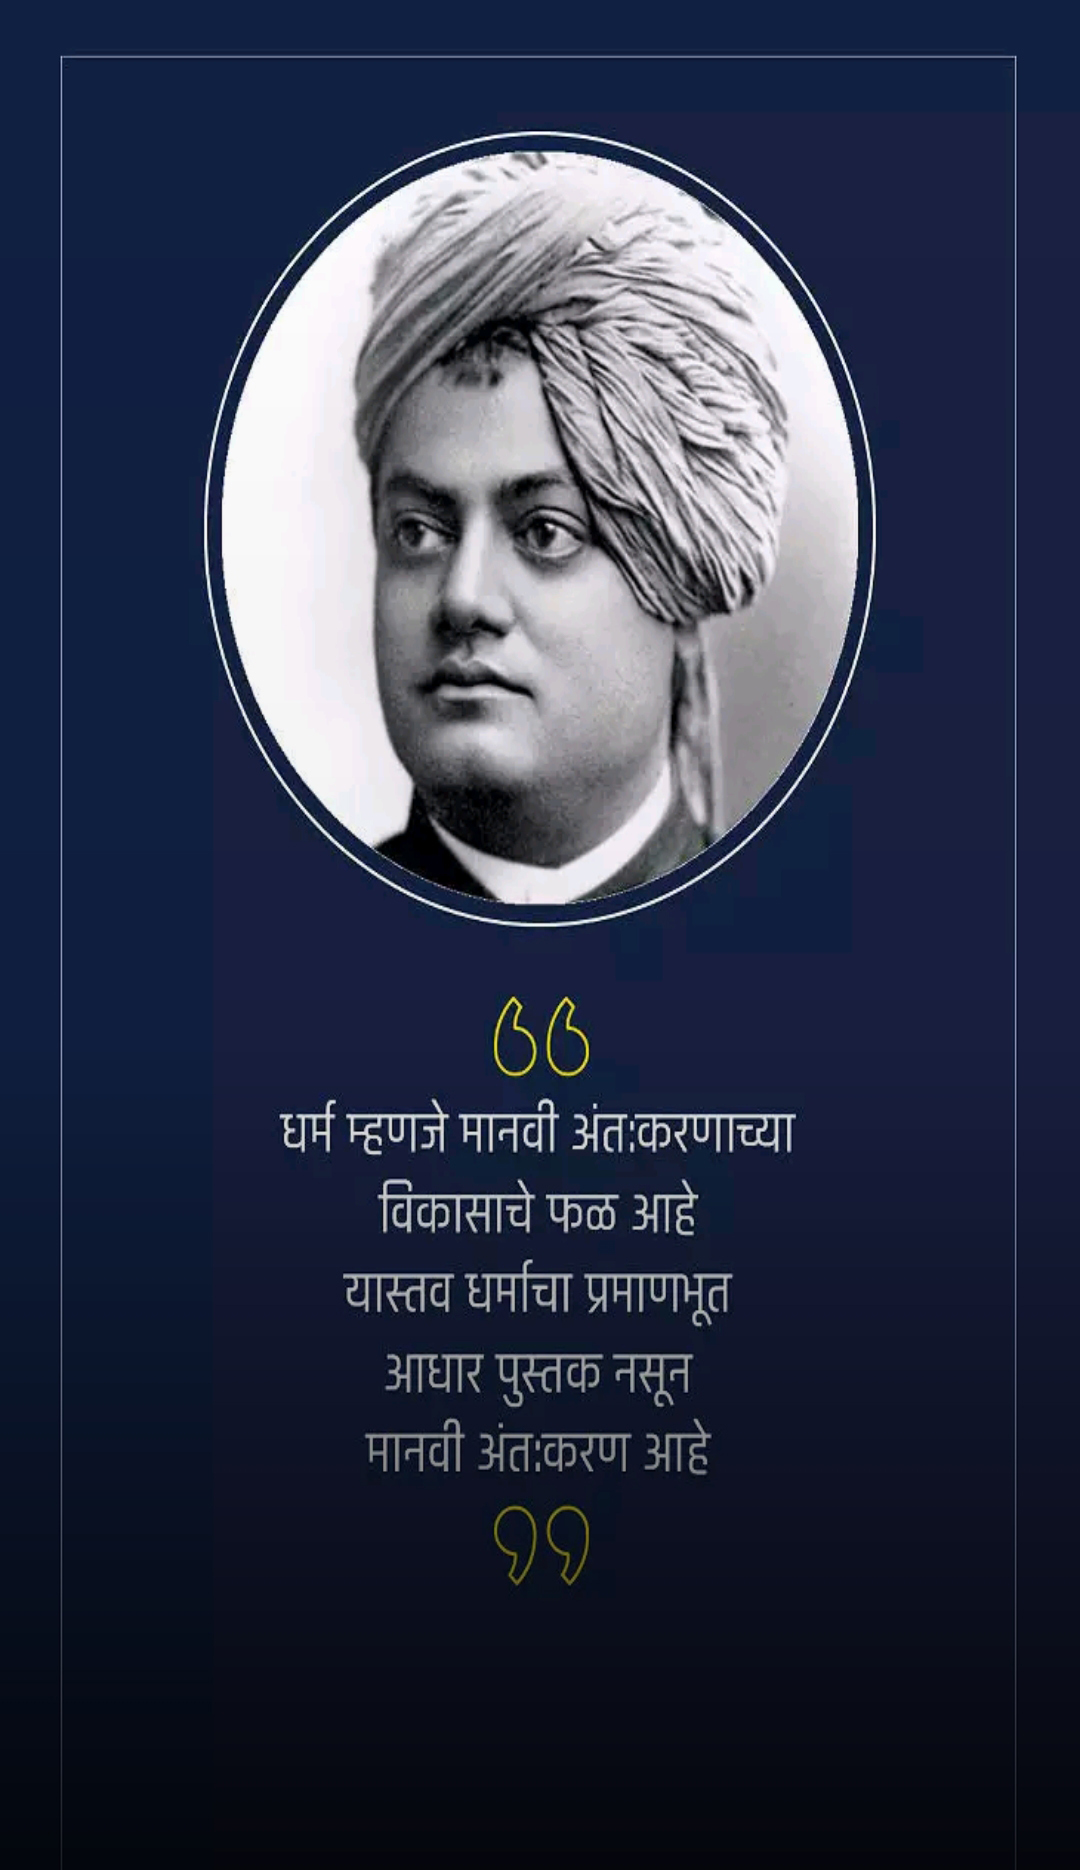 “
धर्म म्हणजे मानवी अंत:करणाच्या
विकासाचे फळ आहे
यास्तव धर्माचा प्रमाणभूत
आधार पुस्तक नसून
मानवी अंत:करण आहे
”